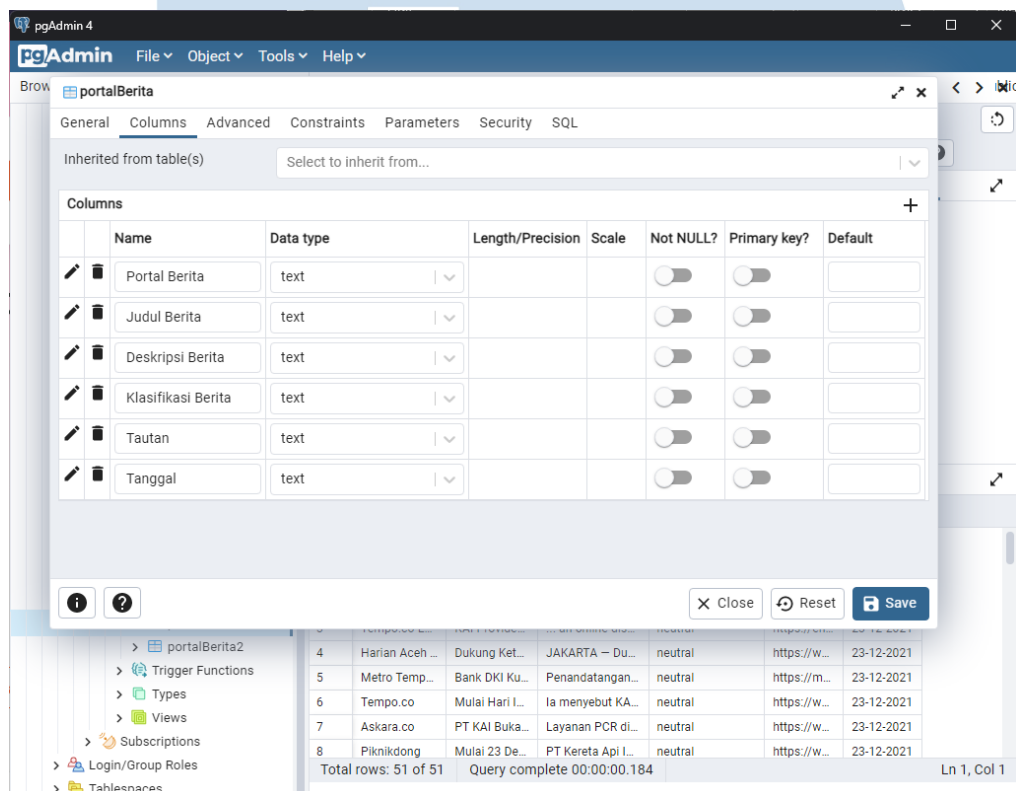 pgAdmin 4
pgAdmin File Object Tools Help
Brow
portalBerita
General Columns Advanced Constraints Parameters Security SQL
Inherited from table(s) Select to inherit from...
Columns
Name Data type Length/Precision Scale Not NULL? Primary key? Default
Portal Berita text
Judul Berita text
Deskripsi Berita text
Klasifikasi Berita text
Tautan text
Tanggal text
Close Reset Save
portalBerita2
Trigger Functions
Types
Views
Subscriptions
Login/Group Roles
Tablespaces
neutral 23-12-2021
4 Harian Aceh ... Dukung Ket... JAKARTA — Du... neutral https://w... 23-12-2021
5 Metro Temp... Bank DKI Ku... Penandatangan... neutral https://m... 23-12-2021
6 Tempo.co Mulai Hari I... Ia menyebut KA... neutral https://w... 23-12-2021
7 Askara.co PT KAI Buka... Layanan PCR di... neutral https://w... 23-12-2021
8 Piknikdong Mulai 23 De... PT Kereta Api I... neutral https://w... 23-12-2021
Total rows: 51 of 51 Query complete 00:00:00.184 Ln 1, Col 1